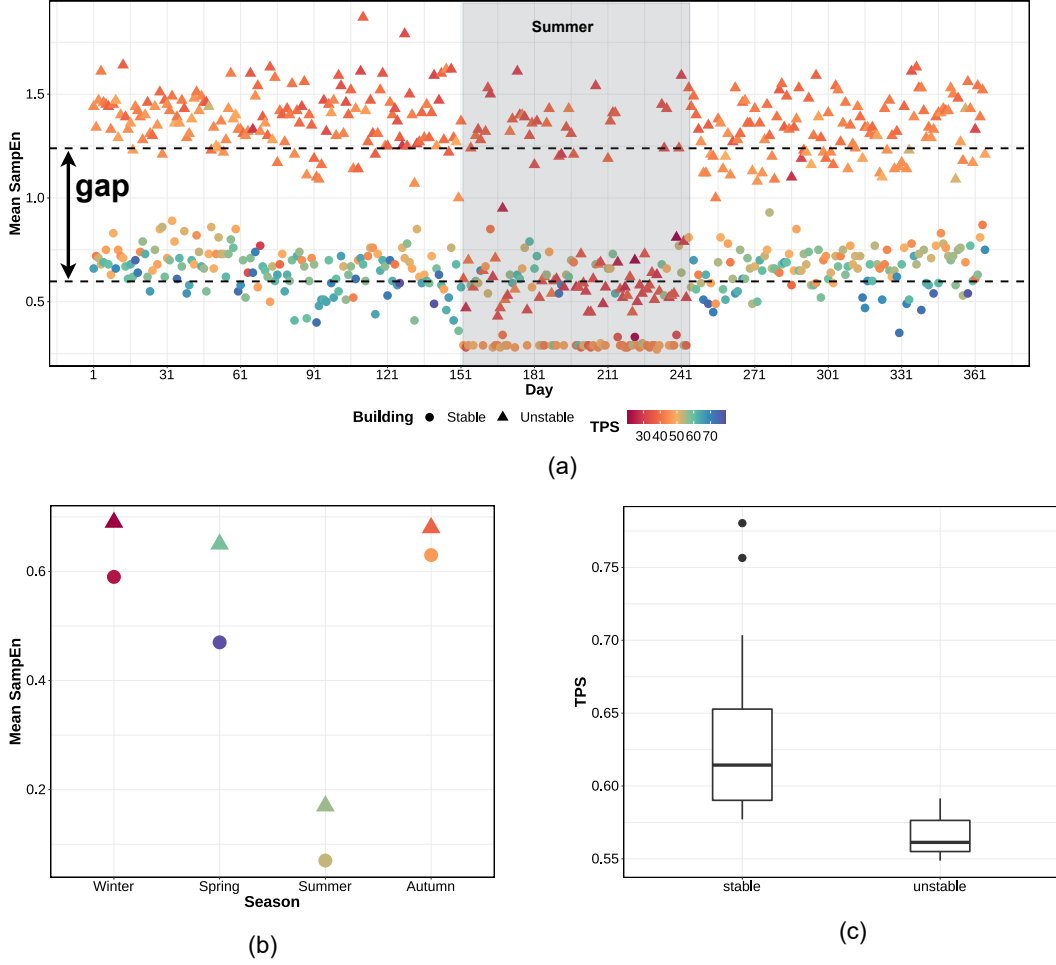 Summer
Mean SampEn
1.5
1.0
0.5
gap
1 31 61 91 121 151 181 211 241 271 301 331 361
Day
Building Stable Unstable TPS 30 40 50 60 70
(a)
Mean SampEn
0.6
0.4
0.2
Winter Spring Summer Autumn
Season
(b)
TPS
0.75
0.70
0.65
0.60
0.55
stable unstable
(c)